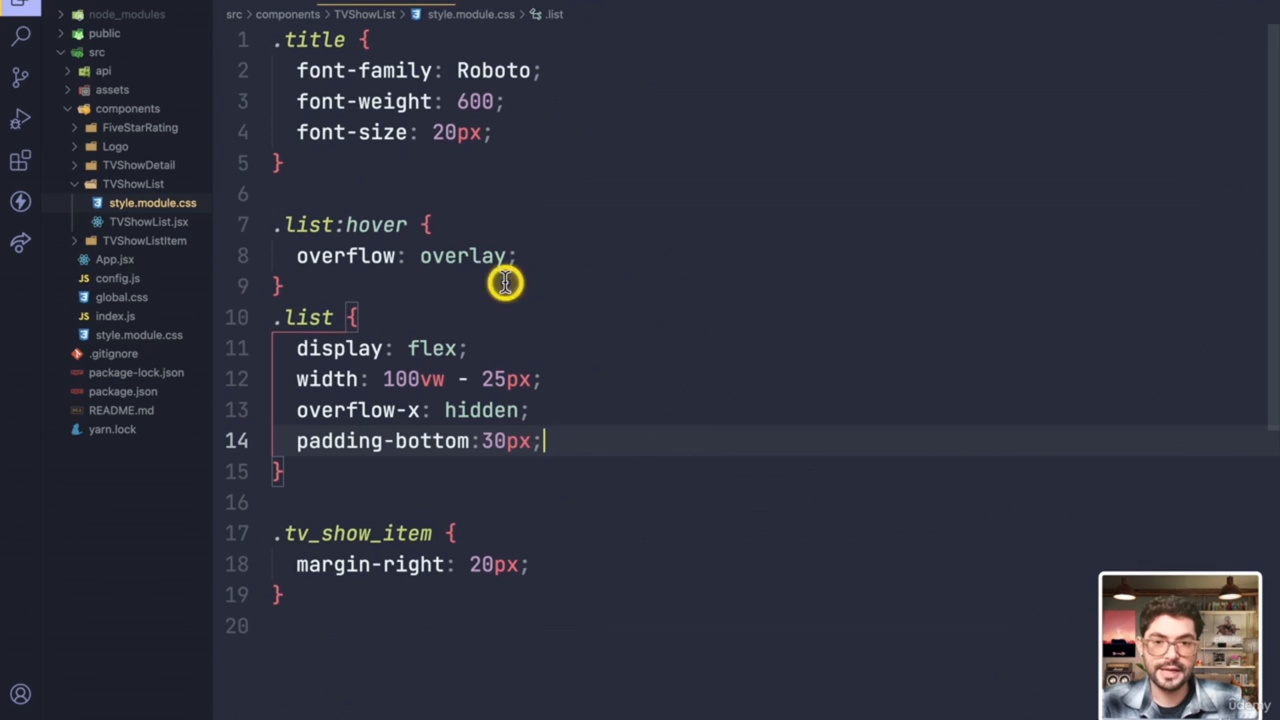 node_modules
public
src
api
assets
components
FiveStarRating
Logo
TVShowDetail
TVShowList
style.module.css
TVShowList.jsx
TVShowListItem
App.jsx
JS config.js
global.css
JS index.js
style.module.css
.gitignore
package-lock.json
package.json
README.md
yarn.lock
src > components > TVShowList > style.module.css > .list
1 .title {
2 font-family: Roboto;
3 font-weight: 600;
4 font-size: 20px;
5 }
6
7 .list:hover {
8 overflow: overlay;
9 }
10 .list {
11 display: flex;
12 width: 100vw - 25px;
13 overflow-x: hidden;
14 padding-bottom:30px;
15 }
16
17 .tv_show_item {
18 margin-right: 20px;
19 }
20
udemy